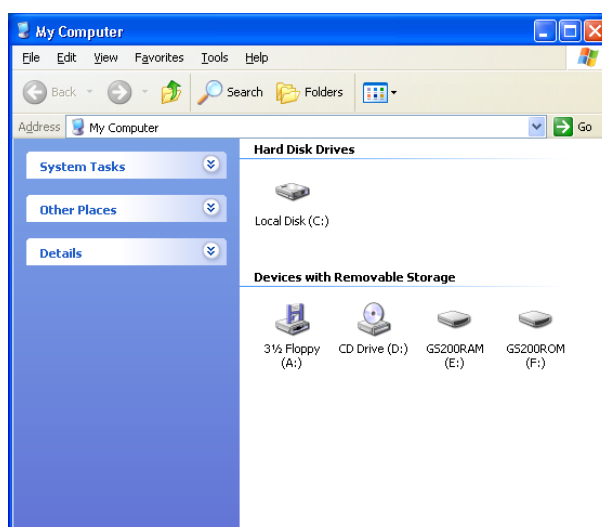 My Computer
File Edit View Favorites Tools Help
Back Search Folders
Address My Computer Go
System Tasks
Other Places
Details
Hard Disk Drives
Local Disk (C:)
Devices with Removable Storage
3½ Floppy (A:)
CD Drive (D:)
GS200RAM (E:)
GS200ROM (F:)